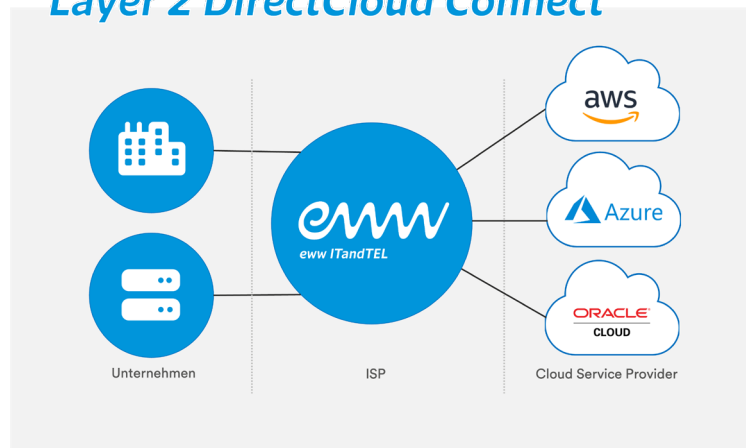 Layer 2 DirectCloud Connect
aws
eww
Azure
eww ITandTEL
ORACLE
CLOUD
Unternehmen
ISP
Cloud Service Provider